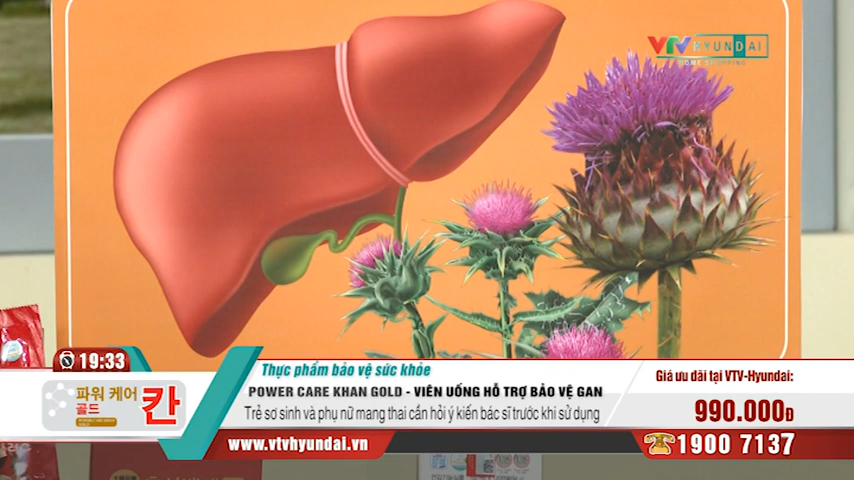 VTV HYUNDAI
HOME SHOPPING
19:33
파워 케어
골드
칸
Thực phẩm bảo vệ sức khỏe
POWER CARE KHAN GOLD - VIÊN UỐNG HỖ TRỢ BẢO VỆ GAN
Trẻ sơ sinh và phụ nữ mang thai cần hỏi ý kiến bác sĩ trước khi sử dụng
Giá ưu đãi tại VTV-Hyundai:
990.000Đ
www.vtvhyundai.vn
1900 7137